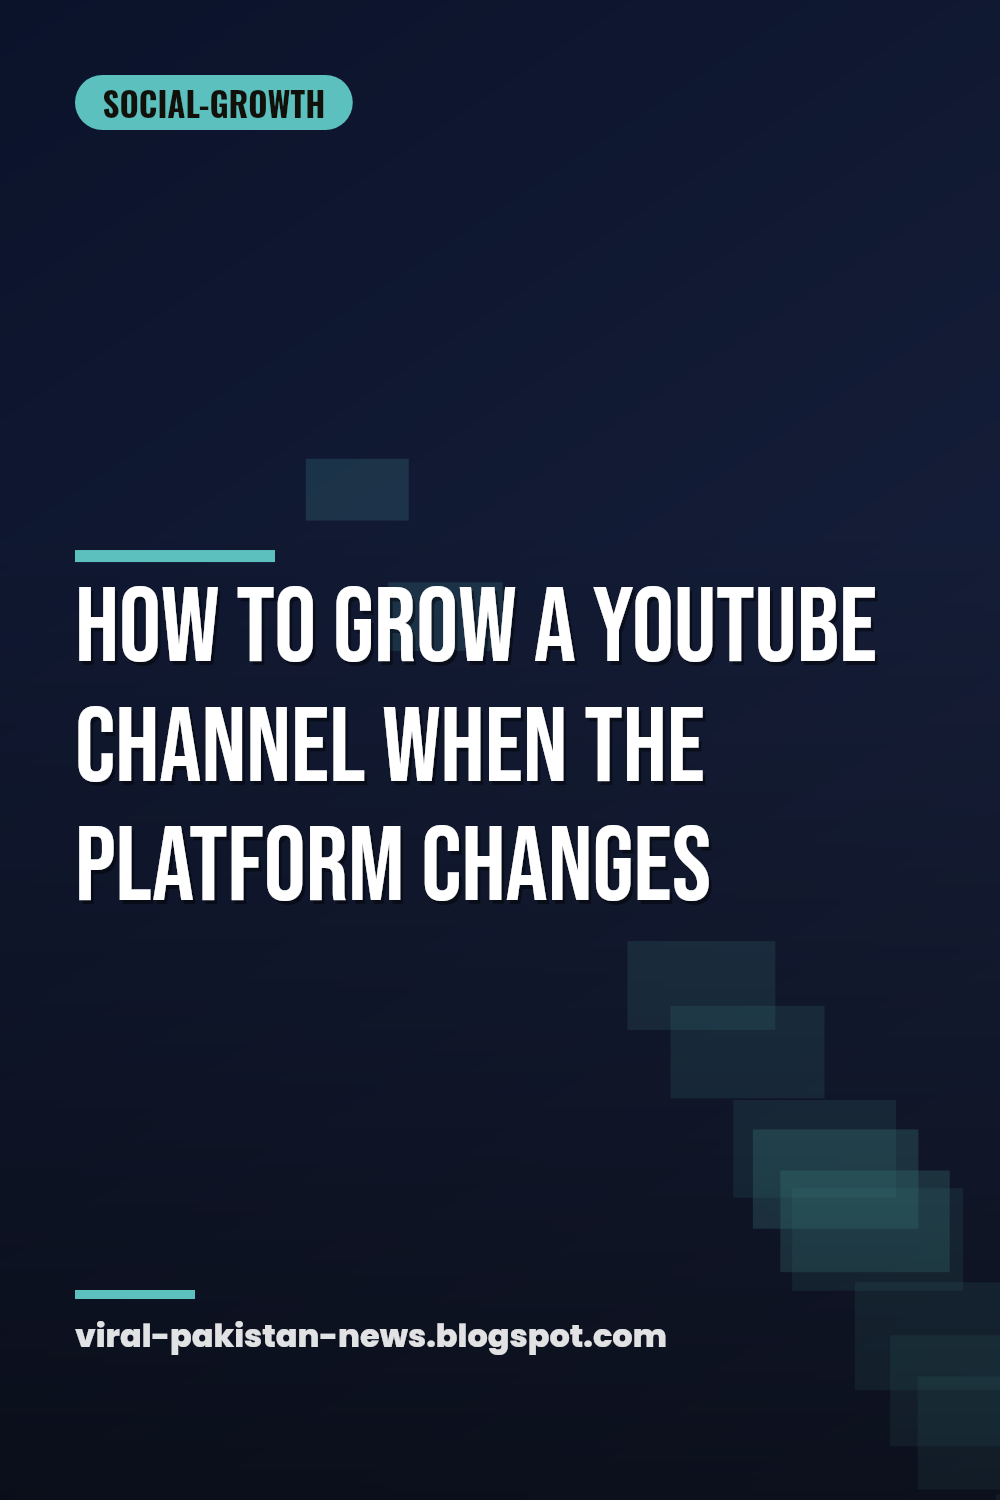 SOCIAL-GROWTH
HOW TO GROW A YOUTUBE
CHANNEL WHEN THE
PLATFORM CHANGES
viral-pakistan-news.blogspot.com